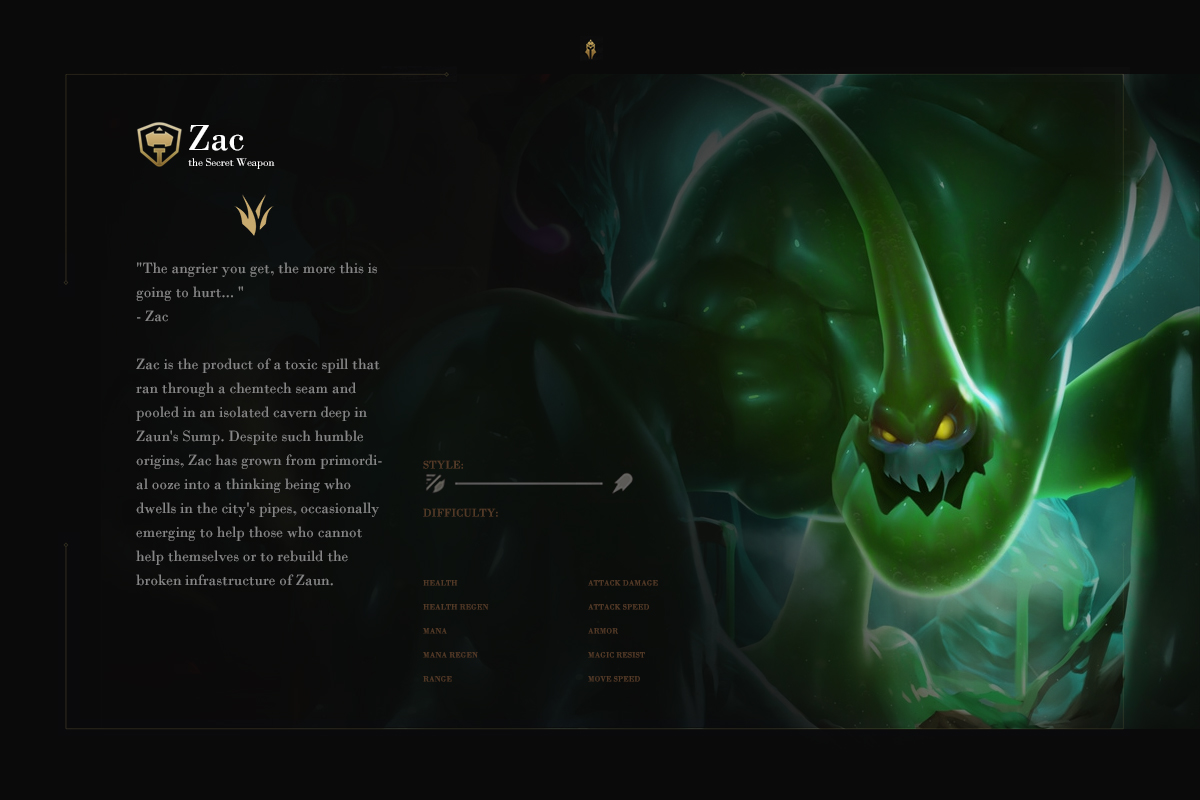 Zac
the Secret Weapon
"The angrier you get, the more this is
going to hurt... "
- Zac
Zac is the product of a toxic spill that
ran through a chemtech seam and
pooled in an isolated cavern deep in
Zaun's Sump. Despite such humble
origins, Zac has grown from primordi-
al ooze into a thinking being who
dwells in the city's pipes, occasionally
emerging to help those who cannot
help themselves or to rebuild the
broken infrastructure of Zaun.
STYLE:
DIFFICULTY:
HEALTH
HEALTH REGEN
MANA
MANA REGEN
RANGE
ATTACK DAMAGE
ATTACK SPEED
ARMOR
MAGIC RESIST
MOVE SPEED